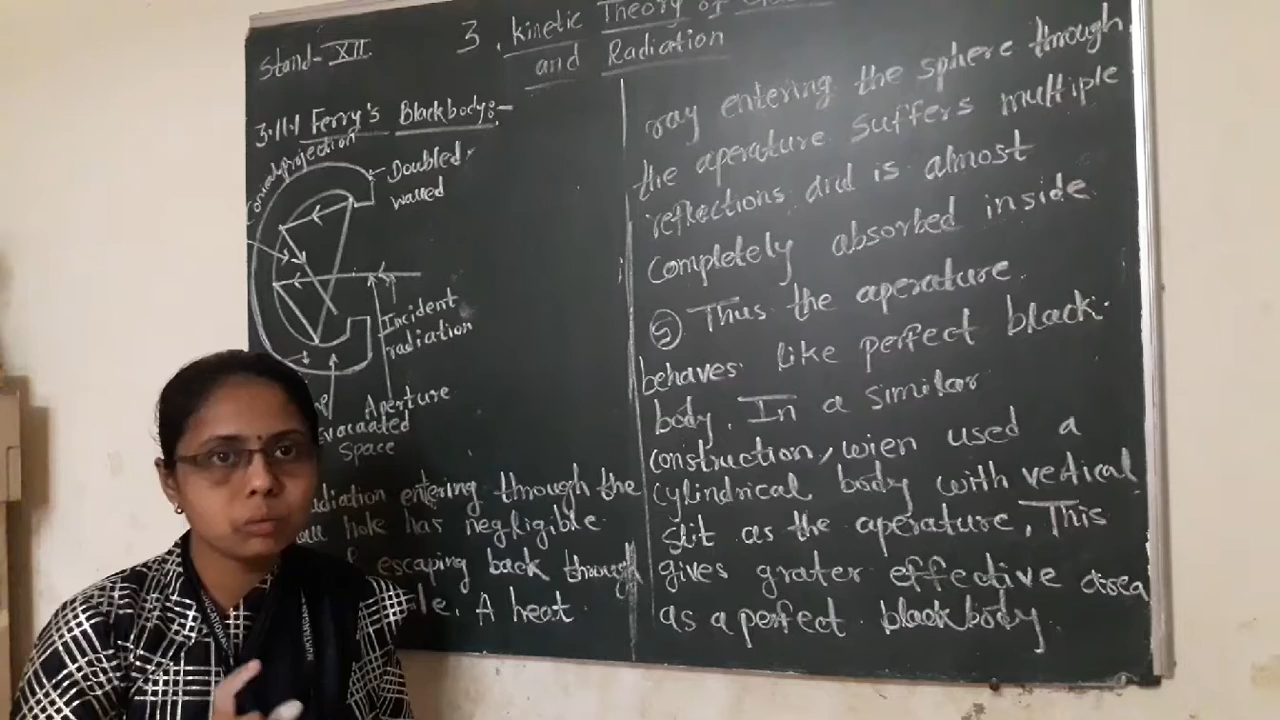 Stand-XII
3. Kinetic Theory of
and Radiation
3.11.1 Ferry's Blackbody:-
Conical projection
Doubled
walled
Incident
radiation
Aperture
Evacuated
Space
radiation entering through the
hole has negligible
escaping back through
A heat
ray entering the sphere through
the aperature suffers multiple
reflections and is almost
completely absorbed inside
⑤ Thus the aperature
behaves like perfect black
body. In a similar
construction, wien used a
cylindrical body with vertical
slit as the aperature, This
gives grater effective area
as a perfect blackbody.